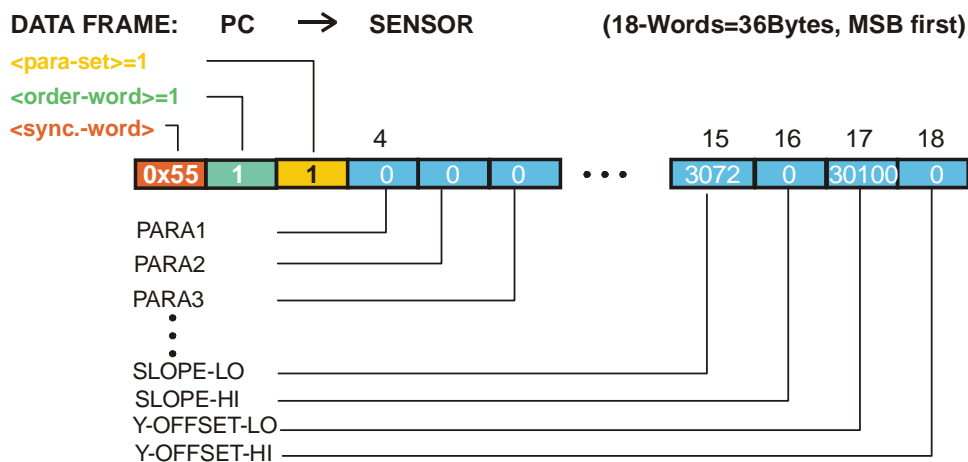 DATA FRAME: PC → SENSOR (18-Words=36Bytes, MSB first)
<para-set>=1
<order-word>=1
<sync.-word>
4 15 16 17 18
0x55 1 1 0 0 0 • • • 3072 0 30100 0
PARA1
PARA2
PARA3
SLOPE-LO
SLOPE-HI
Y-OFFSET-LO
Y-OFFSET-HI